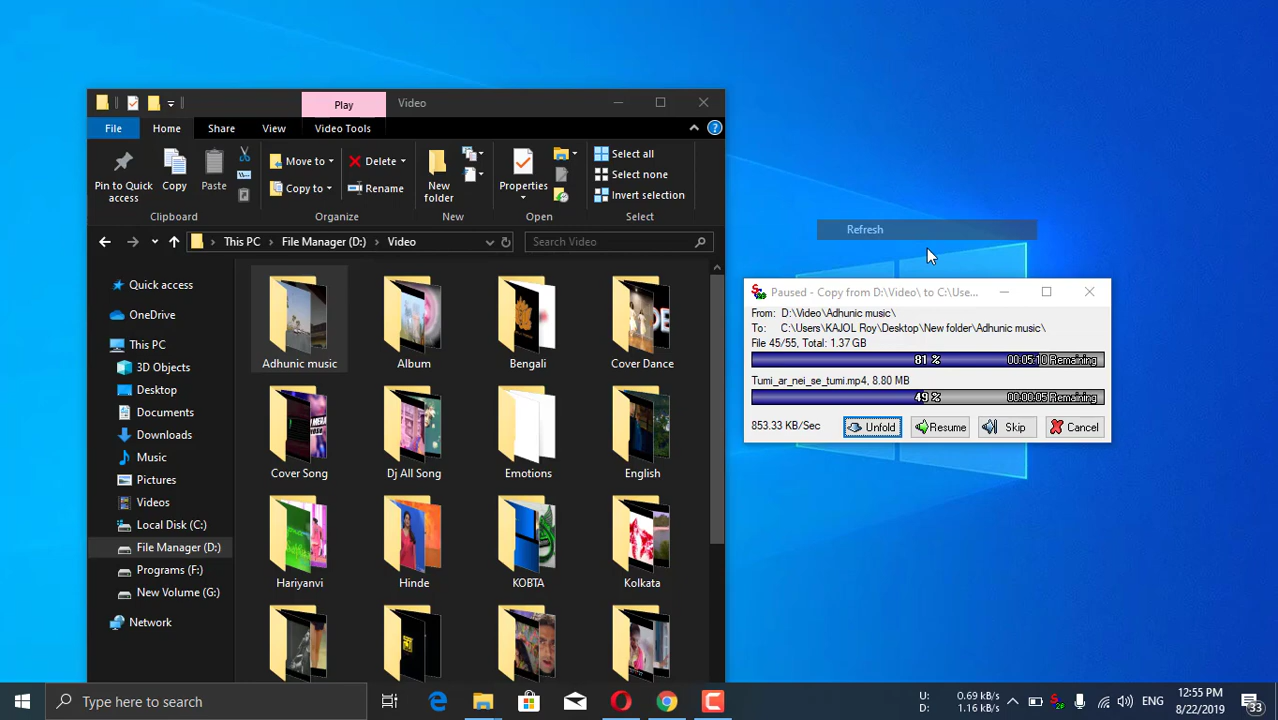 Play
Video
File
Home
Share
View
Video Tools
Pin to Quick
access
Copy
Paste
Move to
Copy to
Delete
Rename
New
folder
Properties
Select all
Select none
Invert selection
Clipboard
Organize
New
Open
Select
This PC
File Manager (D:)
Video
Search Video
Quick access
OneDrive
This PC
3D Objects
Desktop
Documents
Downloads
Music
Pictures
Videos
Local Disk (C:)
File Manager (D:)
Programs (F:)
New Volume (G:)
Network
Adhunic music
Album
Bengali
Cover Dance
Cover Song
Dj All Song
Emotions
English
Hariyanvi
Hinde
KOBTA
Kolkata
Refresh
Paused - Copy from D:\Video\ to C:\Use...
From: D:\Video\Adhunic music\
To: C:\Users\KAJOL Roy\Desktop\New folder\Adhunic music\
File 45/55, Total: 1.37 GB
81 % 00:05:10 Remaining
Tumi_ar_nei_se_tumi.mp4, 8.80 MB
49 % 00:00:05 Remaining
853.33 KB/Sec
Unfold
Resume
Skip
Cancel
Type here to search
U: 0.69 kB/s
D: 1.16 kB/s
ENG
12:55 PM
8/22/2019
33